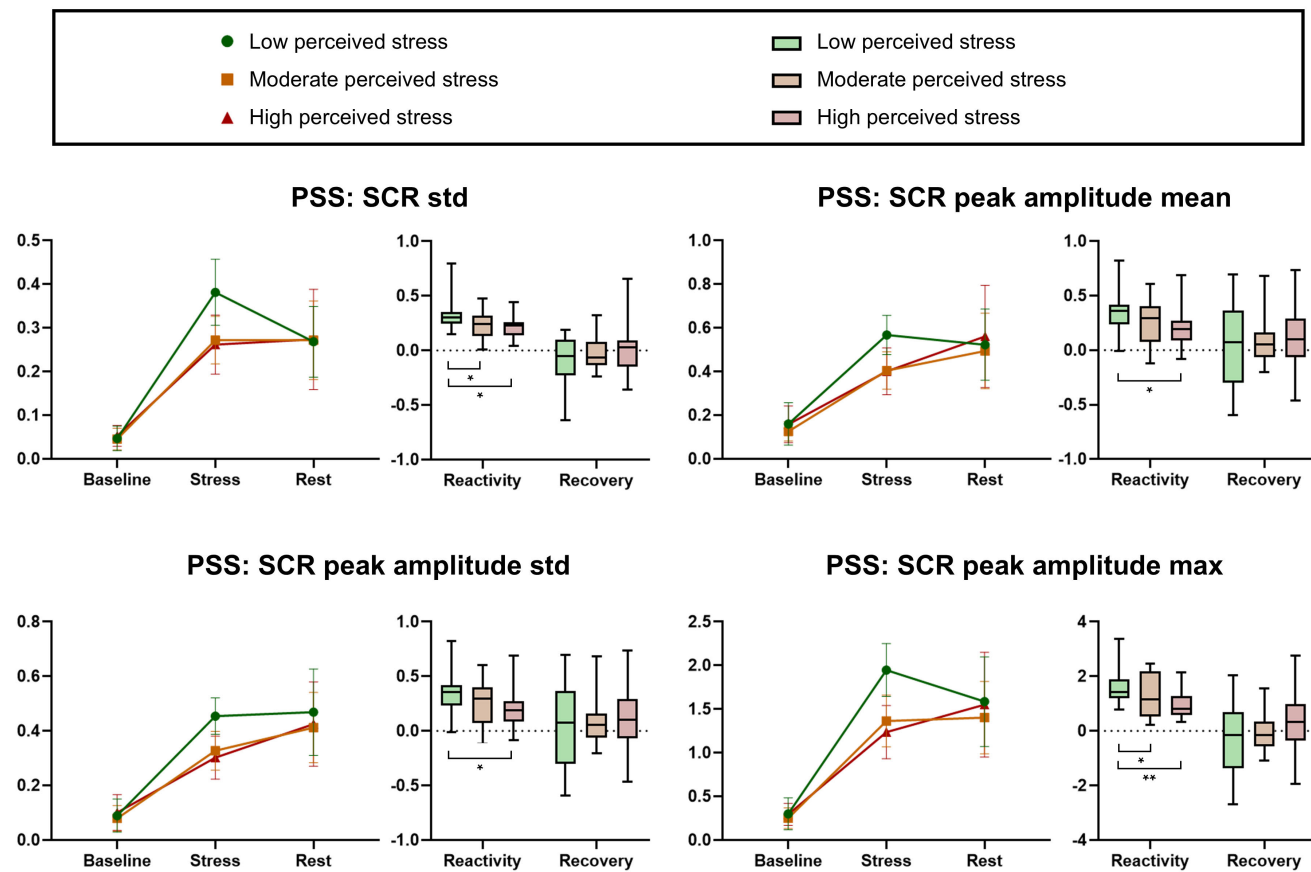 Low perceived stress
Moderate perceived stress
High perceived stress
Low perceived stress
Moderate perceived stress
High perceived stress
PSS: SCR std
0.5
0.4
0.3
0.2
0.1
0.0
Baseline Stress Rest
1.0
0.5
0.0
-0.5
-1.0
*
*
Reactivity Recovery
PSS: SCR peak amplitude mean
1.0
0.8
0.6
0.4
0.2
0.0
Baseline Stress Rest
1.0
0.5
0.0
-0.5
-1.0
*
Reactivity Recovery
PSS: SCR peak amplitude std
0.8
0.6
0.4
0.2
0.0
Baseline Stress Rest
1.0
0.5
0.0
-0.5
-1.0
*
Reactivity Recovery
PSS: SCR peak amplitude max
2.5
2.0
1.5
1.0
0.5
0.0
Baseline Stress Rest
4
2
0
-2
-4
*
**
Reactivity Recovery